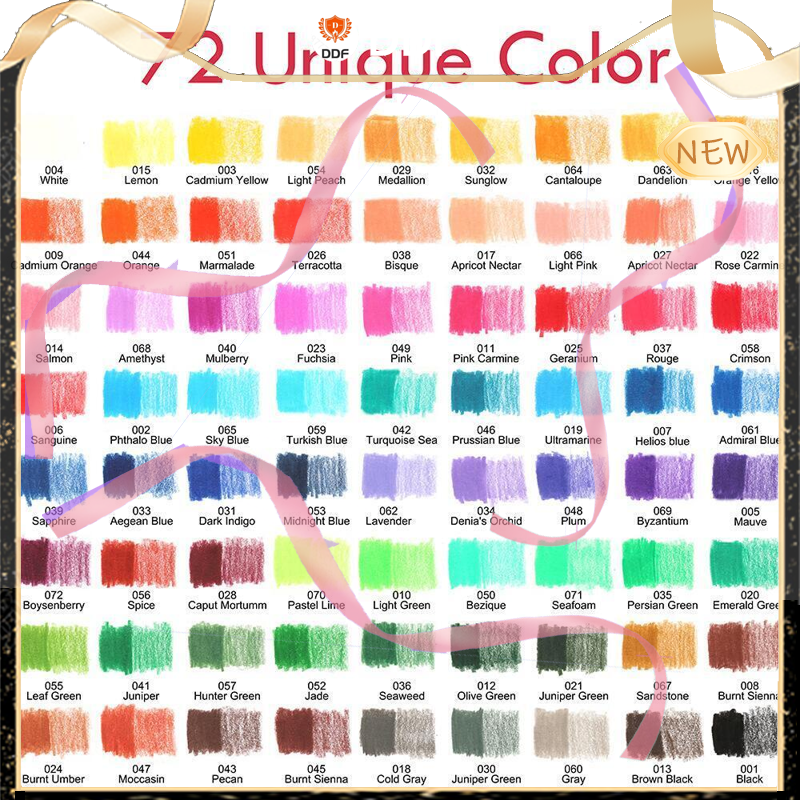 DDF
72 Unique Color
NEW
004 015 003 054 029 032 064 063
White Lemon Cadmium Yellow Light Peach Medallion Sunglow Cantaloupe Dandelion Orange Yello
009 044 051 026 038 017 066 027 022
Cadmium Orange Orange Marmalade Terracotta Bisque Apricot Nectar Light Pink Apricot Nectar Rose Carmin
014 068 040 023 049 011 025 037 058
Salmon Amethyst Mulberry Fuchsia Pink Pink Carmine Geranium Rouge Crimson
006 002 065 059 042 046 019 007 061
Sanguine Phthalo Blue Sky Blue Turkish Blue Turquoise Sea Prussian Blue Ultramarine Helios blue Admiral Blue
039 033 031 053 062 034 048 069 005
Sapphire Aegean Blue Dark Indigo Midnight Blue Lavender Denia's Orchid Plum Byzantium Mauve
072 056 028 070 010 050 071 035 020
Boysenberry Spice Caput Mortumm Pastel Lime Light Green Bezique Seafoam Persian Green Emerald Gree
055 041 057 052 036 012 021 067 008
Leaf Green Juniper Hunter Green Jade Seaweed Olive Green Juniper Green Sandstone Burnt Sienna
024 047 043 045 018 030 060 013 001
Burnt Umber Moccasin Pecan Burnt Sienna Cold Gray Juniper Green Gray Brown Black Black